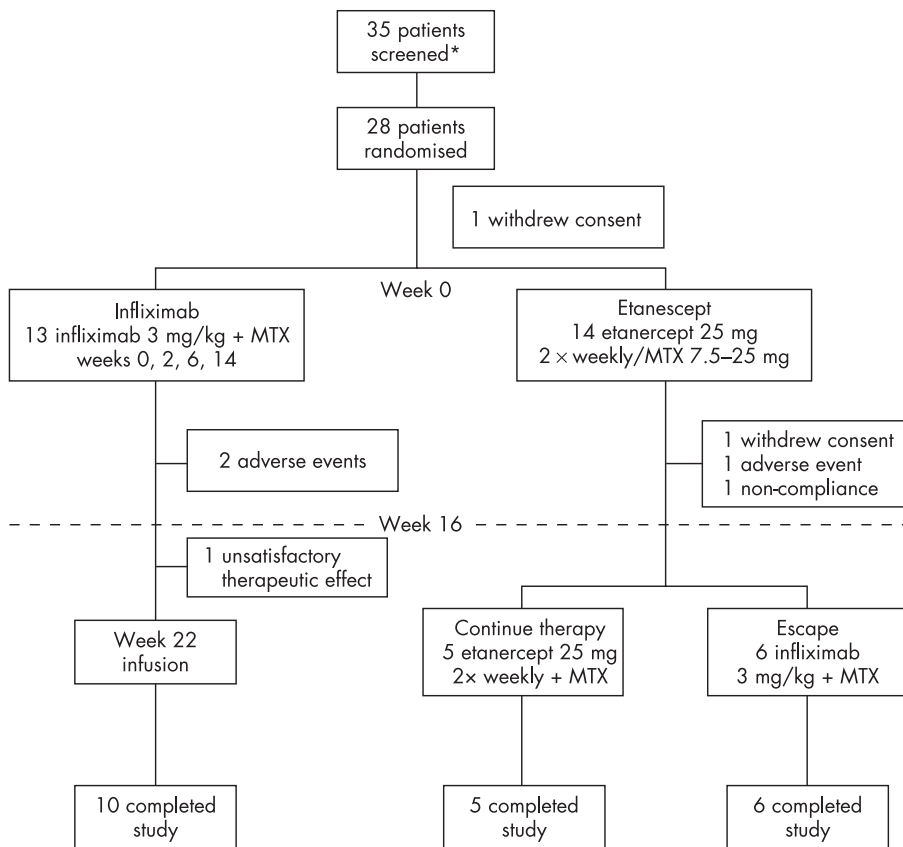 35 patients
screened*
28 patients
randomised
1 withdrew consent
Week 0
Infliximab
13 infliximab 3 mg/kg + MTX
weeks 0, 2, 6, 14
Etanescept
14 etanercept 25 mg
2 × weekly/MTX 7.5–25 mg
2 adverse events
1 withdrew consent
1 adverse event
1 non-compliance
Week 16
1 unsatisfactory
therapeutic effect
Week 22
infusion
Continue therapy
5 etanercept 25 mg
2× weekly + MTX
Escape
6 infliximab
3 mg/kg + MTX
10 completed
study
5 completed
study
6 completed
study